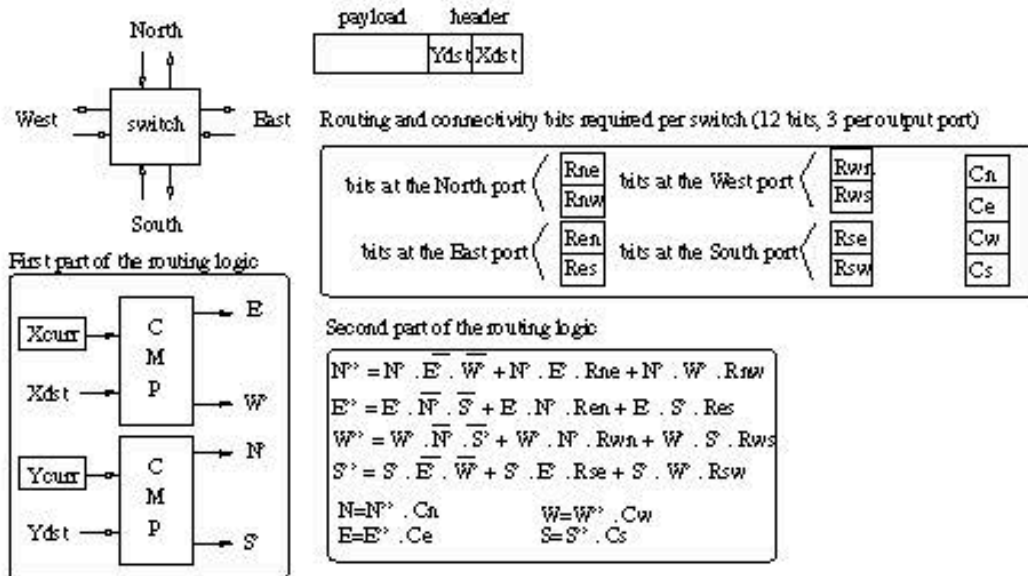 payload header
Ydst Xdst
North
West switch East
South
Routing and connectivity bits required per switch (12 bits, 3 per output port)
bits at the North port Rne Rnw
bits at the West port Rwn Rws
bits at the East port Ren Res
bits at the South port Rse Rsw
Cn
Ce
Cw
Cs
First part of the routing logic
Xcurr
Xdst
CMP
E'
W'
Ycurr
Ydst
CMP
N'
S'
Second part of the routing logic
N'' = N' . E̅'̅ . W̅'̅ + N' . E' . Rne + N' . W' . Rnw
E'' = E' . N̅'̅ . S̅'̅ + E' . N' . Ren + E' . S' . Res
W'' = W' . N̅'̅ . S̅'̅ + W' . N' . Rwn + W' . S' . Rws
S'' = S' . E̅'̅ . W̅'̅ + S' . E' . Rse + S' . W' . Rsw
N=N'' . Cn W=W'' . Cw
E=E'' . Ce S=S'' . Cs